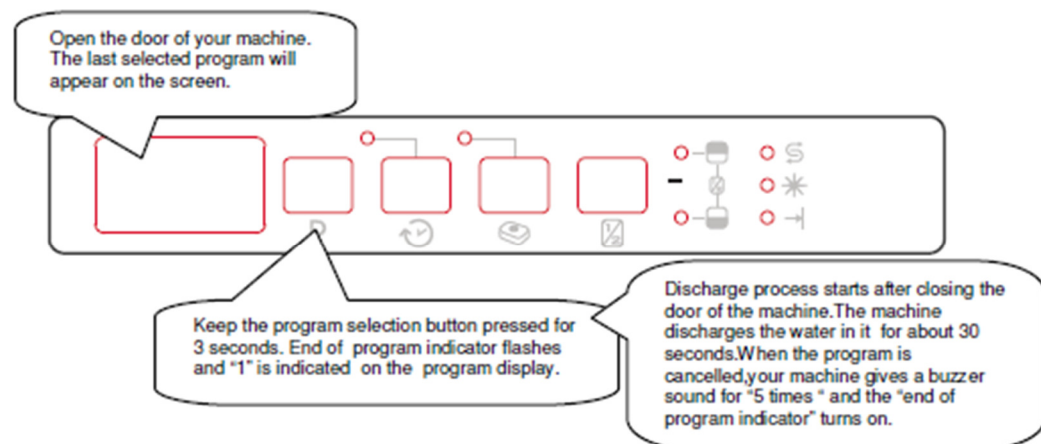 Open the door of your machine.
The last selected program will
appear on the screen.
P
1/2
Keep the program selection button pressed for
3 seconds. End of  program indicator flashes
and “1” is indicated  on the  program display.
Discharge process starts after closing the
door of the machine.The machine
discharges the water in it  for about 30
seconds.When the program is
cancelled,your machine gives a buzzer
sound for “5 times “ and the “end of
program indicator” turns on.